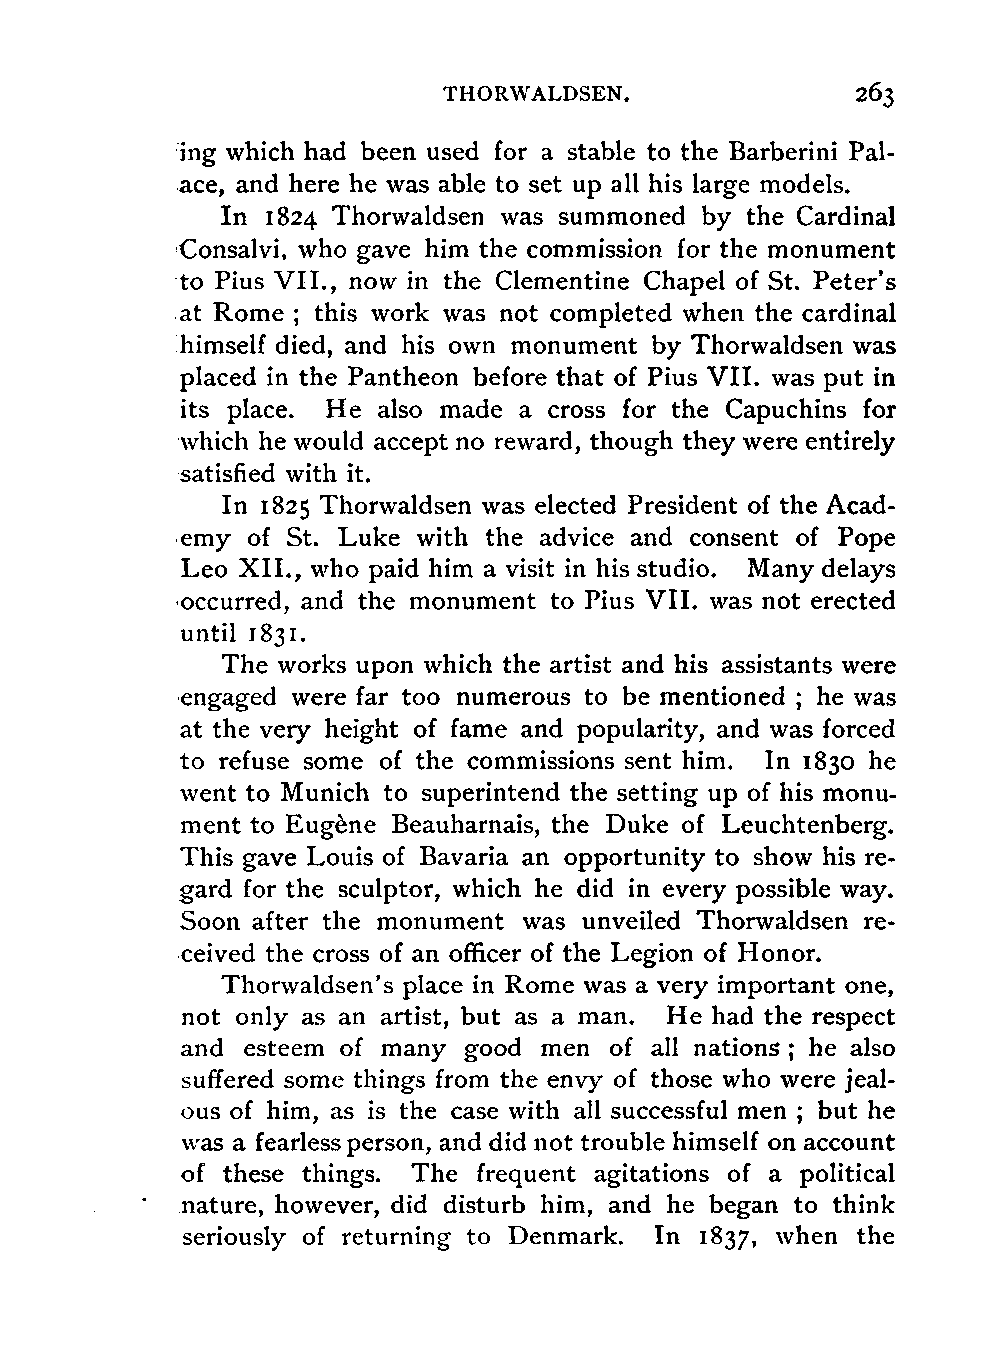 THORWALDSEN. 263
ing which had been used for a stable to the Barberini Pal-
ace, and here he was able to set up all his large models.
In 1824 Thorwaldsen was summoned by the Cardinal
Consalvi, who gave him the commission for the monument
to Pius VII., now in the Clementine Chapel of St. Peter's
at Rome ; this work was not completed when the cardinal
himself died, and his own monument by Thorwaldsen was
placed in the Pantheon before that of Pius VII. was put in
its place. He also made a cross for the Capuchins for
which he would accept no reward, though they were entirely
satisfied with it.
In 1825 Thorwaldsen was elected President of the Acad-
emy of St. Luke with the advice and consent of Pope
Leo XII., who paid him a visit in his studio. Many delays
occurred, and the monument to Pius VII. was not erected
until 1831.
The works upon which the artist and his assistants were
engaged were far too numerous to be mentioned ; he was
at the very height of fame and popularity, and was forced
to refuse some of the commissions sent him. In 1830 he
went to Munich to superintend the setting up of his monu-
ment to Eugène Beauharnais, the Duke of Leuchtenberg.
This gave Louis of Bavaria an opportunity to show his re-
gard for the sculptor, which he did in every possible way.
Soon after the monument was unveiled Thorwaldsen re-
ceived the cross of an officer of the Legion of Honor.
Thorwaldsen's place in Rome was a very important one,
not only as an artist, but as a man. He had the respect
and esteem of many good men of all nations ; he also
suffered some things from the envy of those who were jeal-
ous of him, as is the case with all successful men ; but he
was a fearless person, and did not trouble himself on account
of these things. The frequent agitations of a political
nature, however, did disturb him, and he began to think
seriously of returning to Denmark. In 1837, when the